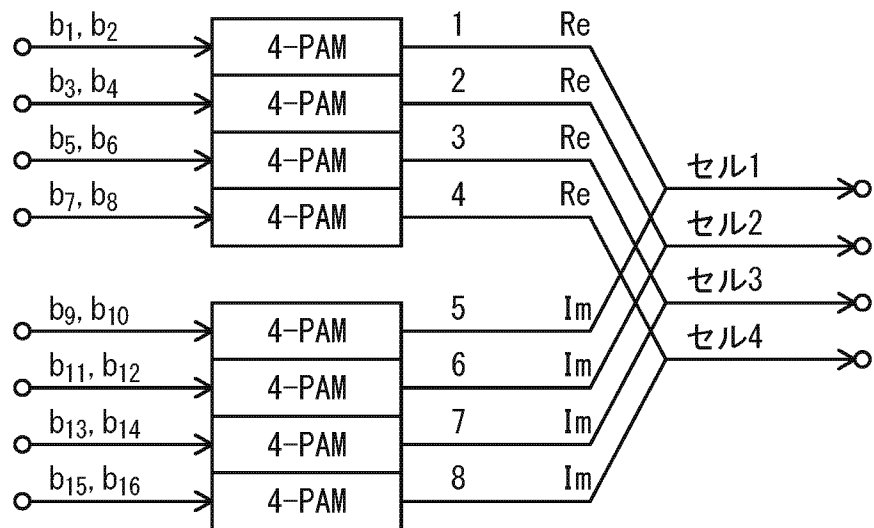 b1, b2 4-PAM 1 Re
b3, b4 4-PAM 2 Re
b5, b6 4-PAM 3 Re
b7, b8 4-PAM 4 Re
セル1
セル2
セル3
セル4
b9, b10 4-PAM 5 Im
b11, b12 4-PAM 6 Im
b13, b14 4-PAM 7 Im
b15, b16 4-PAM 8 Im